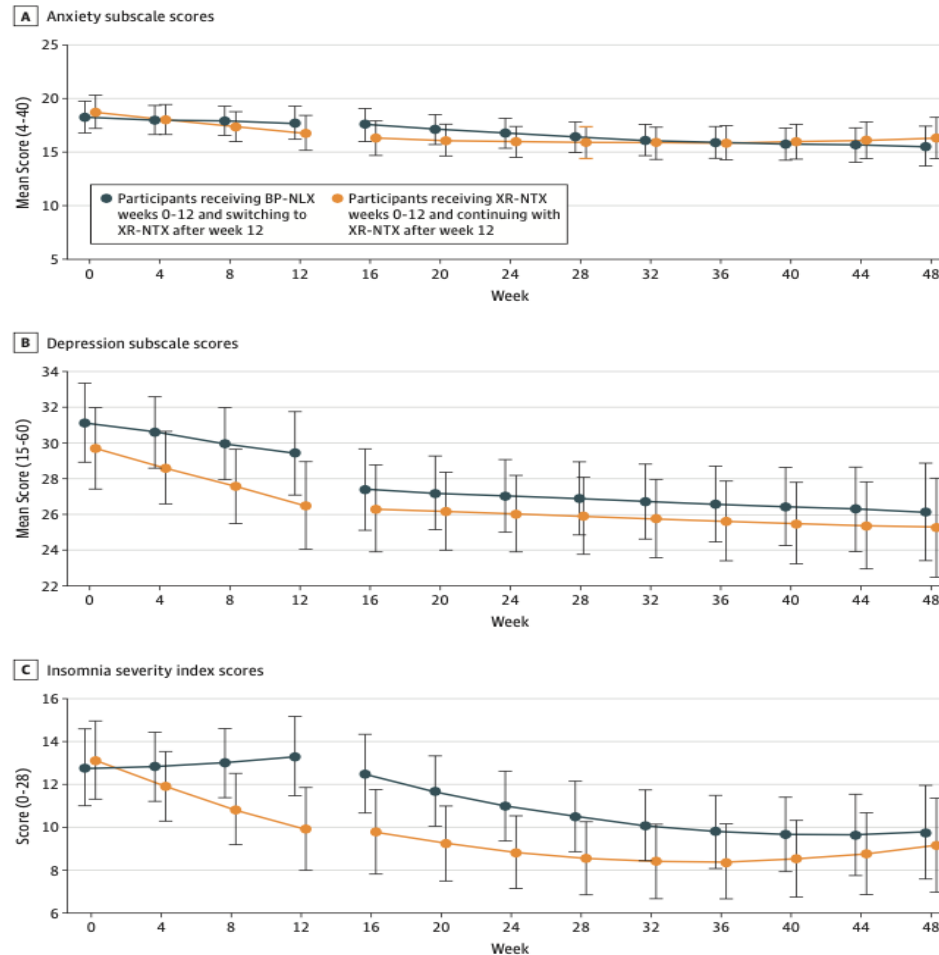 A Anxiety subscale scores
25
20
15
10
5
Mean Score (4-40)
Participants receiving BP-NLX
weeks 0-12 and switching to
XR-NTX after week 12
Participants receiving XR-NTX
weeks 0-12 and continuing with
XR-NTX after week 12
0 4 8 12 16 20 24 28 32 36 40 44 48
Week
B Depression subscale scores
34
32
30
28
26
24
22
Mean Score (15-60)
0 4 8 12 16 20 24 28 32 36 40 44 48
Week
C Insomnia severity index scores
16
14
12
10
8
6
Score (0-28)
0 4 8 12 16 20 24 28 32 36 40 44 48
Week